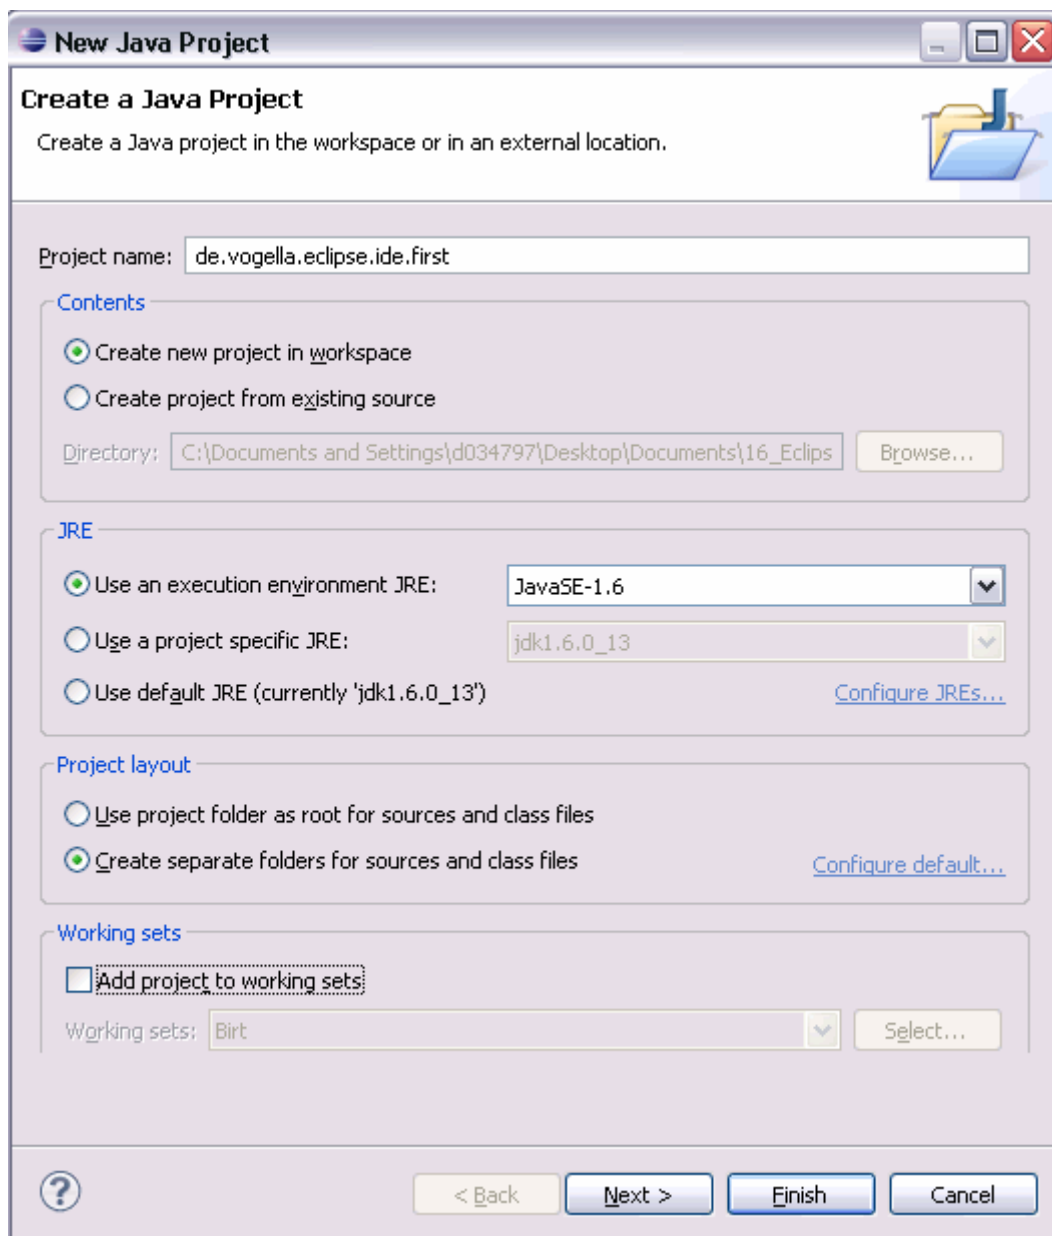 New Java Project
Create a Java Project
Create a Java project in the workspace or in an external location.
Project name: de.vogella.eclipse.ide.first
Contents
Create new project in workspace
Create project from existing source
Directory: C:\Documents and Settings\d034797\Desktop\Documents\16_Eclips Browse...
JRE
Use an execution environment JRE: JavaSE-1.6
Use a project specific JRE: jdk1.6.0_13
Use default JRE (currently 'jdk1.6.0_13') Configure JREs...
Project layout
Use project folder as root for sources and class files
Create separate folders for sources and class files Configure default...
Working sets
Add project to working sets
Working sets: Birt Select...
? < Back Next > Finish Cancel